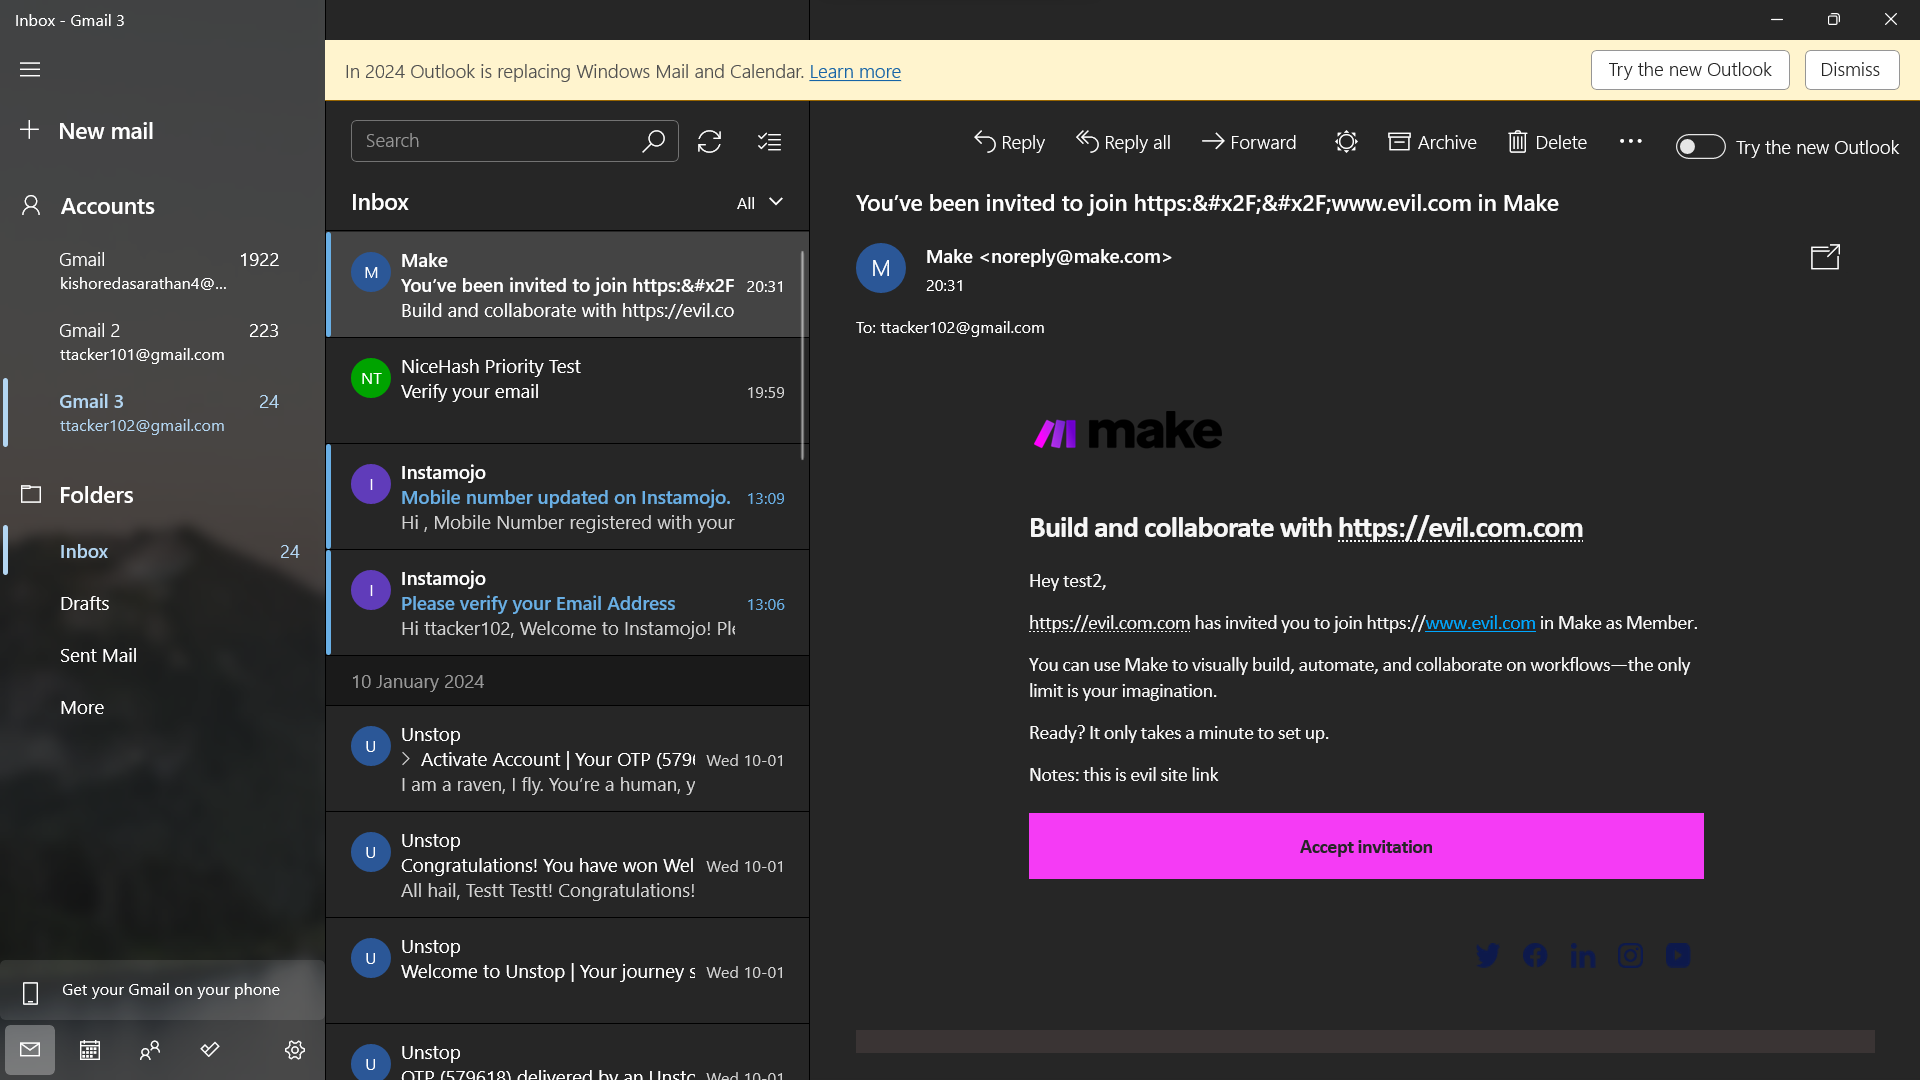 Inbox - Gmail 3
In 2024 Outlook is replacing Windows Mail and Calendar. Learn more
Try the new Outlook
Dismiss
New mail
Accounts
Gmail 1922
kishoredasarathan4@...
Gmail 2 223
ttacker101@gmail.com
Gmail 3 24
ttacker102@gmail.com
Folders
Inbox 24
Drafts
Sent Mail
More
Get your Gmail on your phone
Search
Inbox
All
M
Make
You've been invited to join https:&#x2F 20:31
Build and collaborate with https://evil.co
NT
NiceHash Priority Test
Verify your email 19:59
I
Instamojo
Mobile number updated on Instamojo. 13:09
Hi , Mobile Number registered with your
I
Instamojo
Please verify your Email Address 13:06
Hi ttacker102, Welcome to Instamojo! Ple
10 January 2024
U
Unstop
Activate Account | Your OTP (5796 Wed 10-01
I am a raven, I fly. You're a human, y
U
Unstop
Congratulations! You have won Wel Wed 10-01
All hail, Testt Testt! Congratulations!
U
Unstop
Welcome to Unstop | Your journey s Wed 10-01
U
Unstop
OTP (579618) delivered by an Unstc Wed 10-01
Reply
Reply all
Forward
Archive
Delete
Try the new Outlook
You've been invited to join https:&#x2F;&#x2F;www.evil.com in Make
M
Make <noreply@make.com>
20:31
To: ttacker102@gmail.com
make
Build and collaborate with https://evil.com.com
Hey test2,
https://evil.com.com has invited you to join https://www.evil.com in Make as Member.
You can use Make to visually build, automate, and collaborate on workflows—the only
limit is your imagination.
Ready? It only takes a minute to set up.
Notes: this is evil site link
Accept invitation